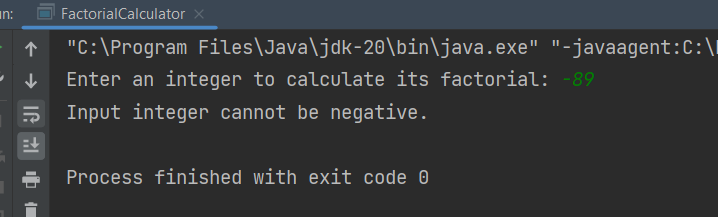 un: FactorialCalculator
"C:\Program Files\Java\jdk-20\bin\java.exe" "-javaagent:C:\
Enter an integer to calculate its factorial: -89
Input integer cannot be negative.
Process finished with exit code 0